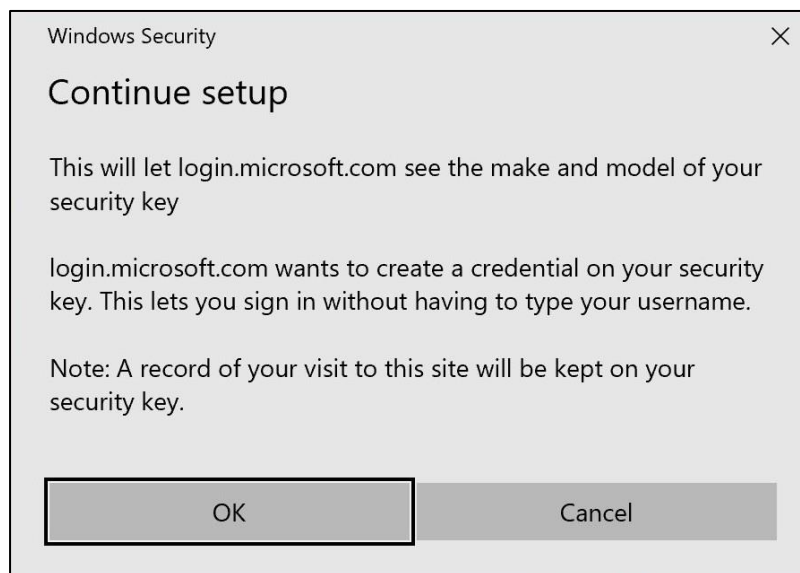 Windows Security
Continue setup
This will let login.microsoft.com see the make and model of your
security key
login.microsoft.com wants to create a credential on your security
key. This lets you sign in without having to type your username.
Note: A record of your visit to this site will be kept on your
security key.
OK
Cancel